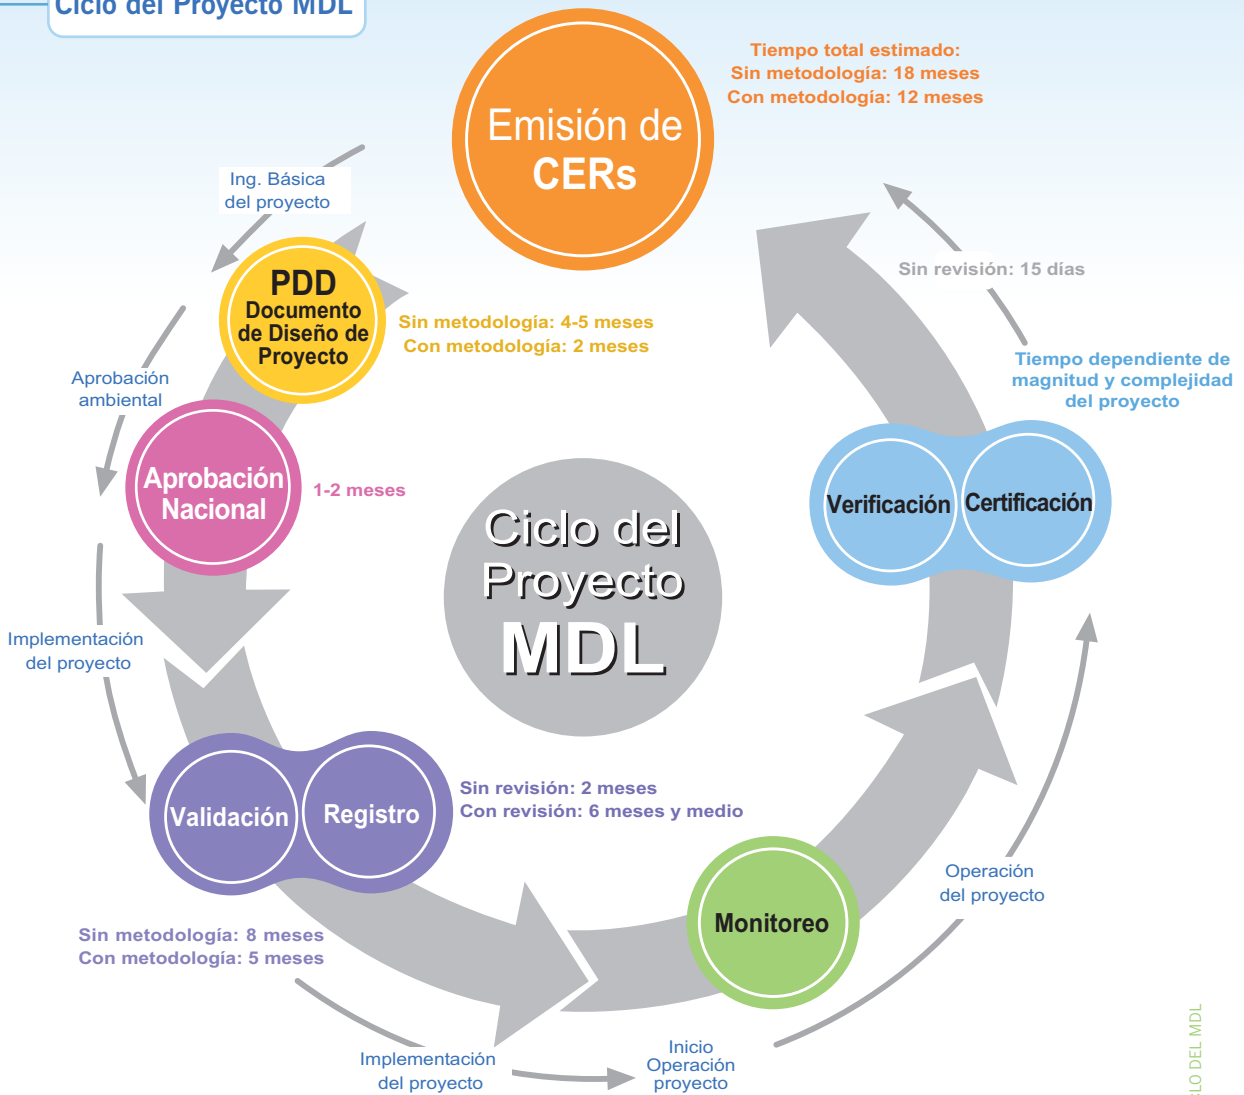 Ciclo del Proyecto MDL
Emisión de
CERs
Tiempo total estimado:
Sin metodología: 18 meses
Con metodología: 12 meses
Ing. Básica
del proyecto
PDD
Documento
de Diseño de
Proyecto
Sin metodología: 4-5 meses
Con metodología: 2 meses
Aprobación
ambiental
Aprobación
Nacional
1-2 meses
Implementación
del proyecto
Validación
Registro
Sin revisión: 2 meses
Con revisión: 6 meses y medio
Sin metodología: 8 meses
Con metodología: 5 meses
Implementación
del proyecto
Inicio
Operación
proyecto
Monitoreo
Operación
del proyecto
Verificación
Certificación
Tiempo dependiente de
magnitud y complejidad
del proyecto
Sin revisión: 15 días
Ciclo del
Proyecto
MDL
DEL MDL